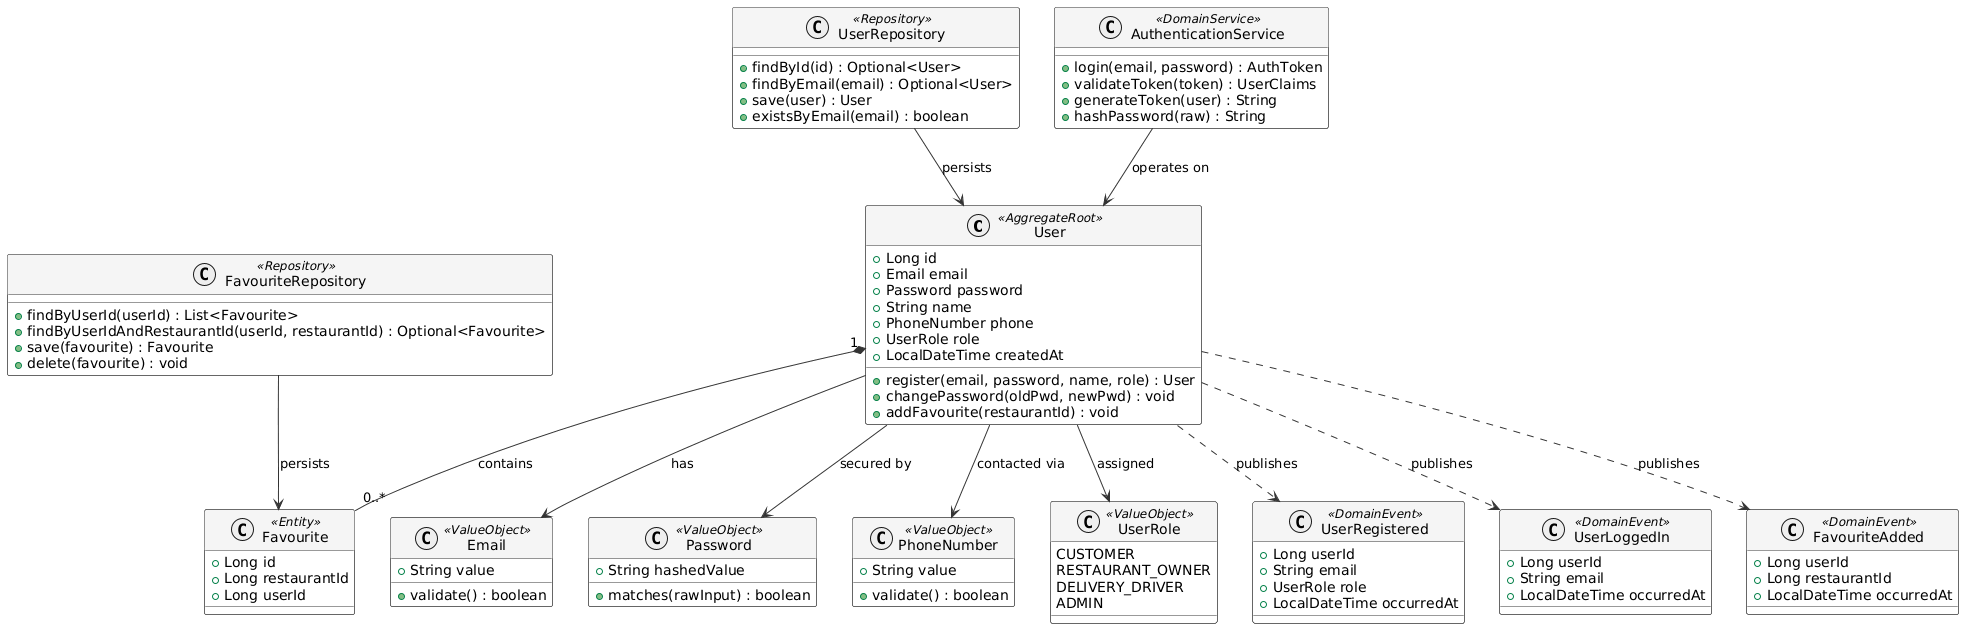 C
«Repository»
UserRepository
findById(id) : Optional<User>
findByEmail(email) : Optional<User>
save(user) : User
existsByEmail(email) : boolean
C
«DomainService»
AuthenticationService
login(email, password) : AuthToken
validateToken(token) : UserClaims
generateToken(user) : String
hashPassword(raw) : String
persists
operates on
C
«AggregateRoot»
User
Long id
Email email
Password password
String name
PhoneNumber phone
UserRole role
LocalDateTime createdAt
register(email, password, name, role) : User
changePassword(oldPwd, newPwd) : void
addFavourite(restaurantId) : void
C
«Repository»
FavouriteRepository
findByUserId(userId) : List<Favourite>
findByUserIdAndRestaurantId(userId, restaurantId) : Optional<Favourite>
save(favourite) : Favourite
delete(favourite) : void
1
persists
contains
has
secured by
contacted via
assigned
publishes
publishes
publishes
0..*
C
«Entity»
Favourite
Long id
Long restaurantId
Long userId
C
«ValueObject»
Email
String value
validate() : boolean
C
«ValueObject»
Password
String hashedValue
matches(rawInput) : boolean
C
«ValueObject»
PhoneNumber
String value
validate() : boolean
C
«ValueObject»
UserRole
CUSTOMER
RESTAURANT_OWNER
DELIVERY_DRIVER
ADMIN
C
«DomainEvent»
UserRegistered
Long userId
String email
UserRole role
LocalDateTime occurredAt
C
«DomainEvent»
UserLoggedIn
Long userId
String email
LocalDateTime occurredAt
C
«DomainEvent»
FavouriteAdded
Long userId
Long restaurantId
LocalDateTime occurredAt